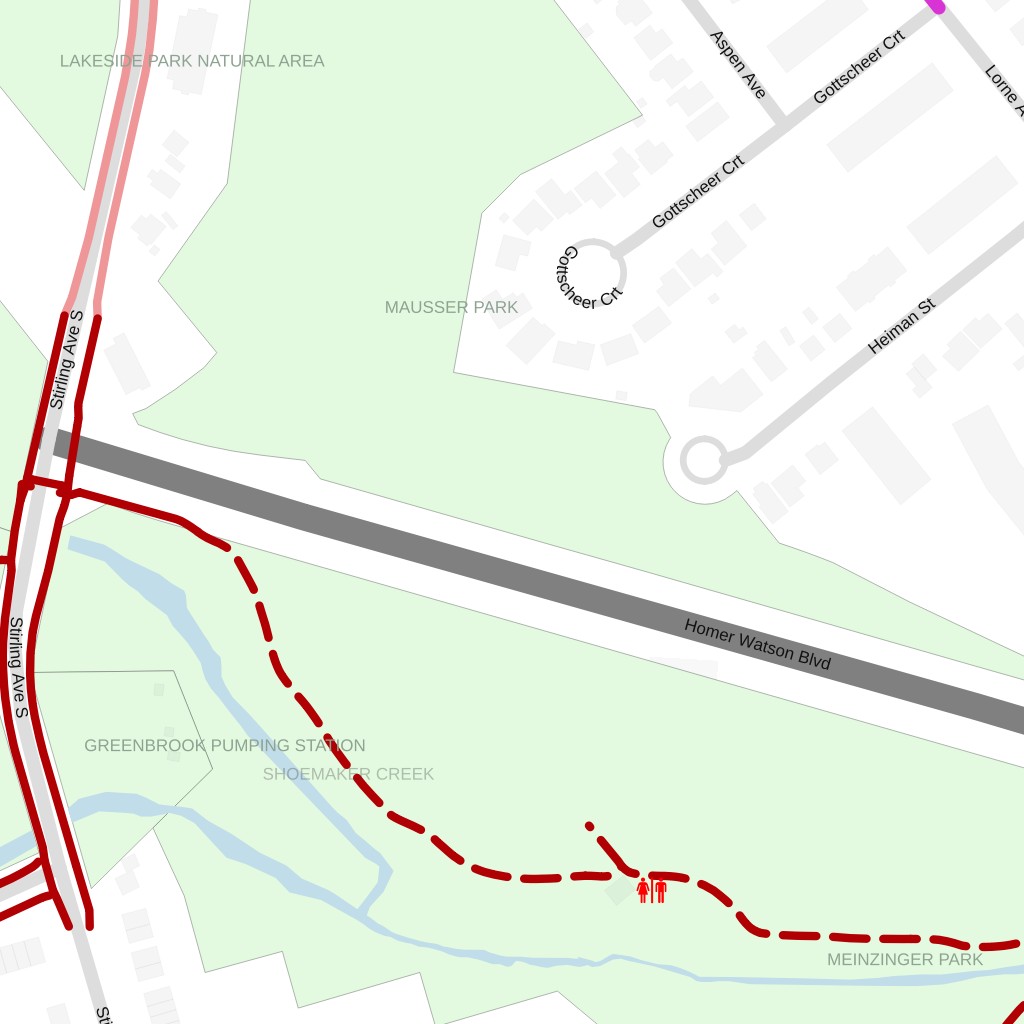 LAKESIDE PARK NATURAL AREA
Aspen Ave
Gottscheer Crt
Lorne A
Gottscheer Crt
Gottscheer Crt
MAUSSER PARK
Heiman St
Stirling Ave S
Homer Watson Blvd
Stirling Ave S
GREENBROOK PUMPING STATION
SHOEMAKER CREEK
MEINZINGER PARK
Sti